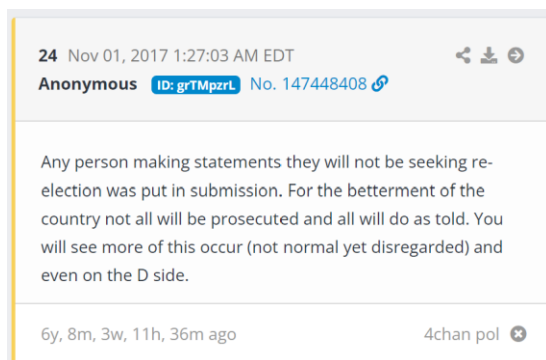 24 Nov 01, 2017 1:27:03 AM EDT
Anonymous ID: grTMpzrL No. 147448408
Any person making statements they will not be seeking re-
election was put in submission. For the betterment of the
country not all will be prosecuted and all will do as told. You
will see more of this occur (not normal yet disregarded) and
even on the D side.
6y, 8m, 3w, 11h, 36m ago 4chan pol